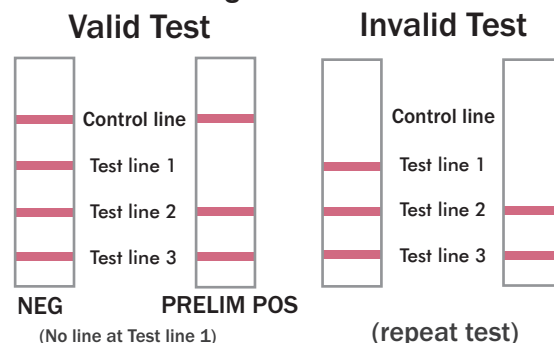 Valid Test
Invalid Test
Control line
Test line 1
Test line 2
Test line 3
Control line
Test line 1
Test line 2
Test line 3
NEG
PRELIM POS
(No line at Test line 1)
(repeat test)